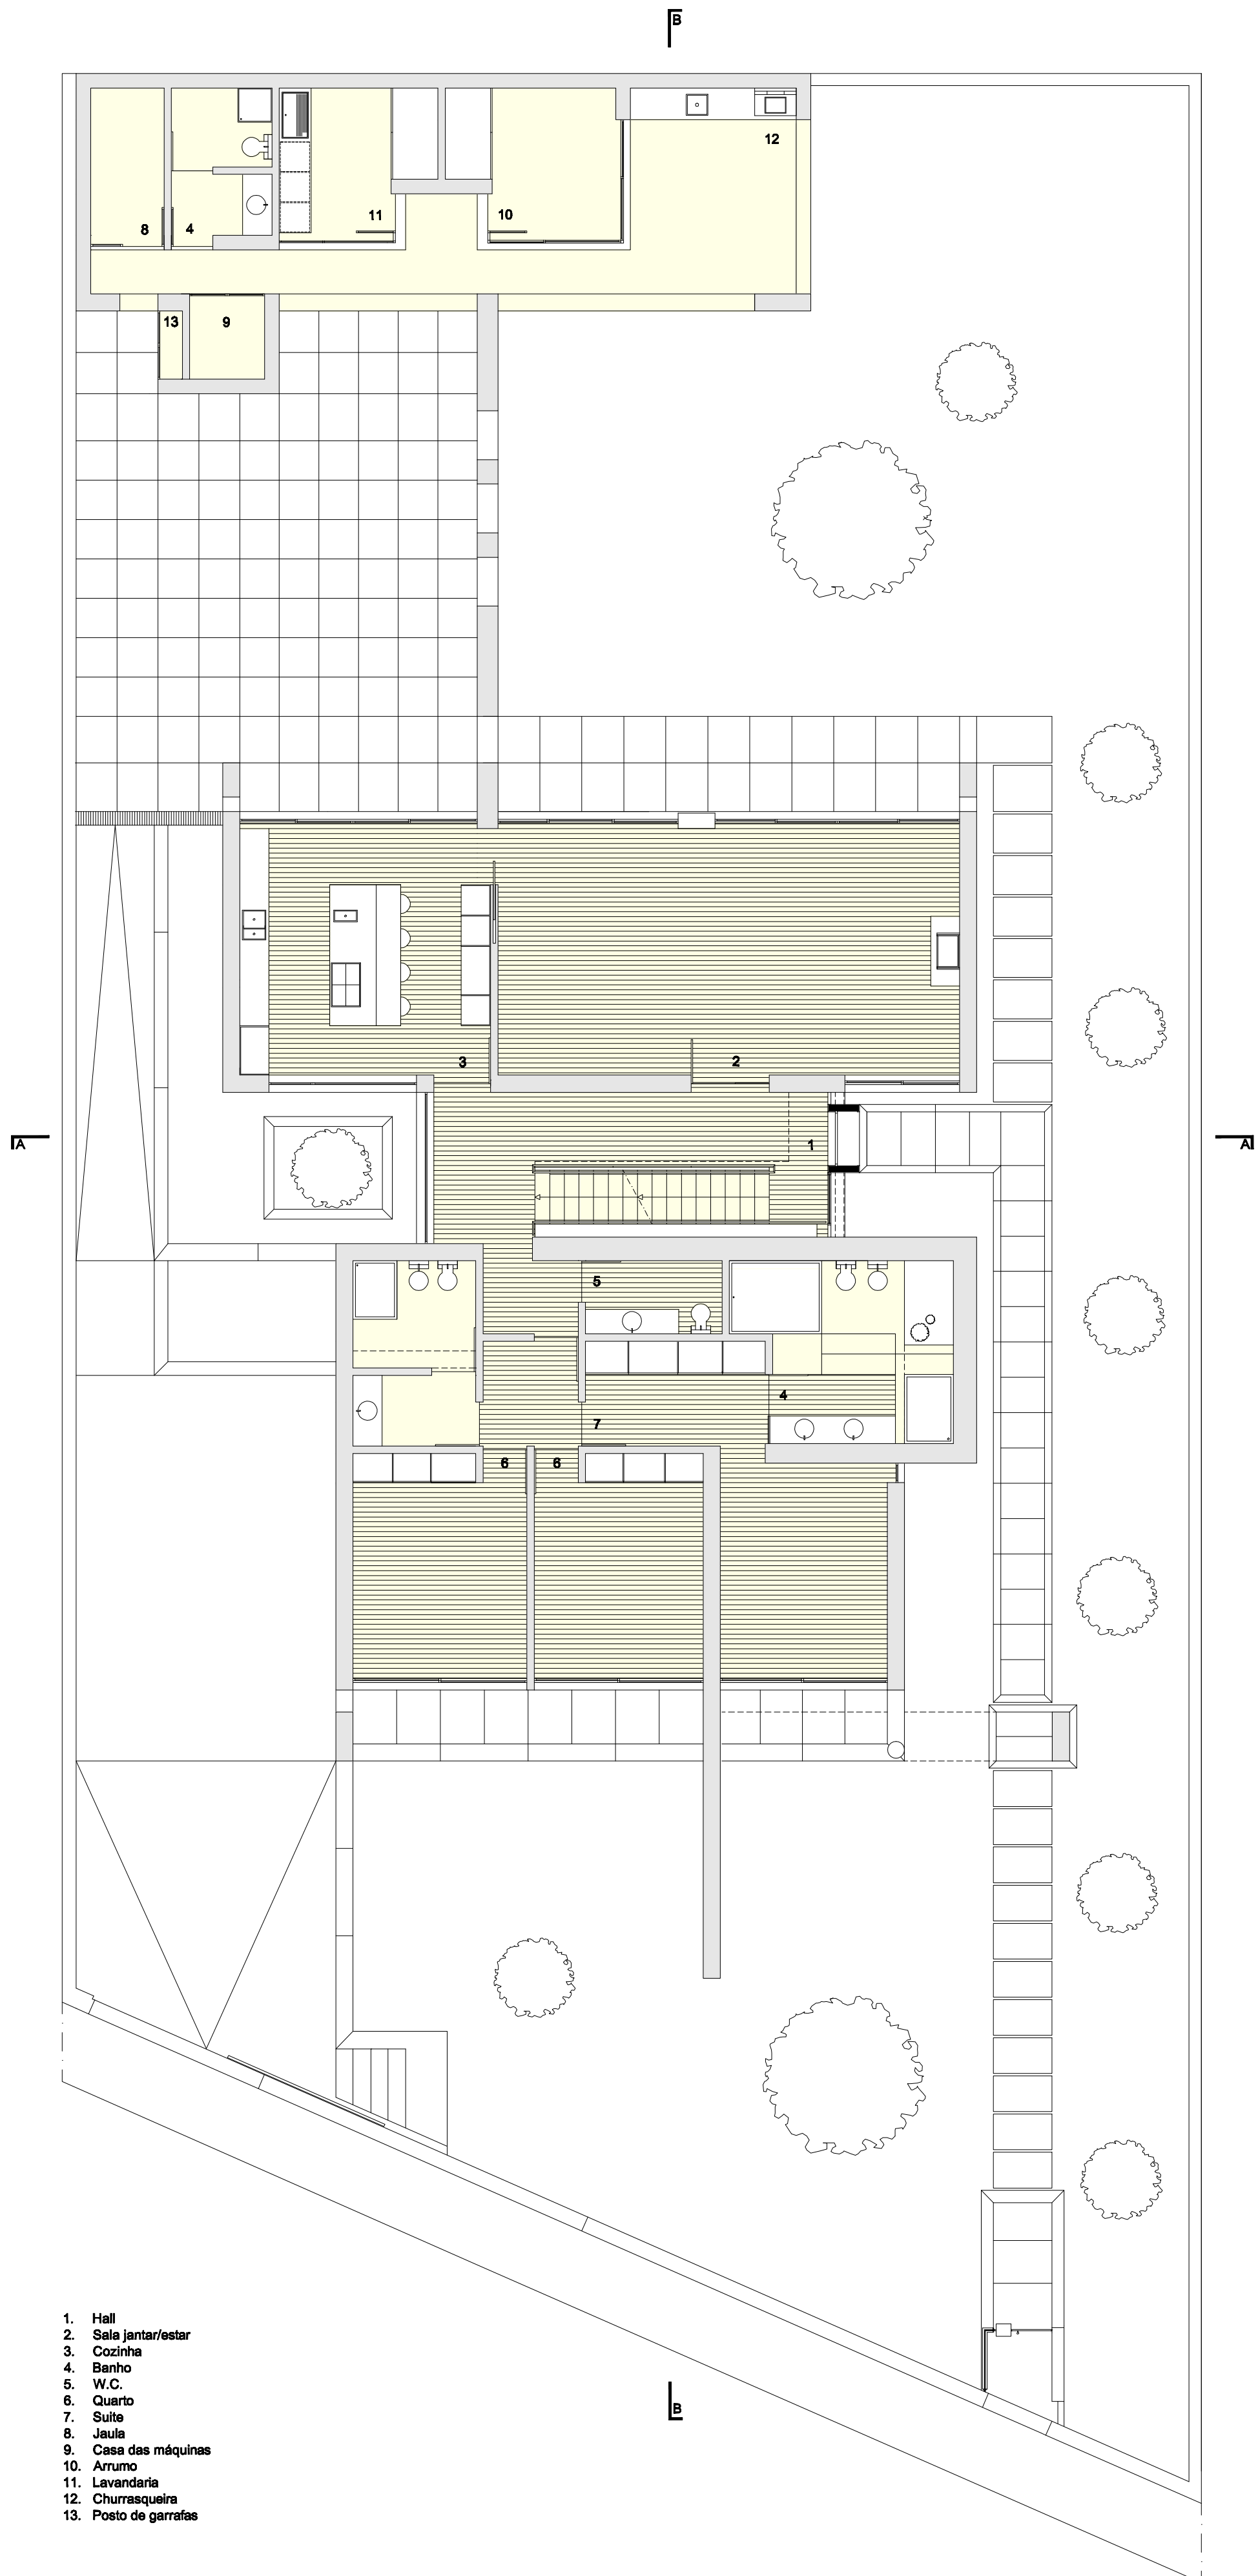 B
12
8
4
11
10
13
9
3
2
A
1
A
5
4
7
6
6
1. Hall
2. Sala jantar/estar
3. Cozinha
4. Banho
5. W.C.
6. Quarto
7. Suite
8. Jaula
9. Casa das máquinas
10. Arrumo
11. Lavandaria
12. Churrasqueira
13. Posto de garrafas
B